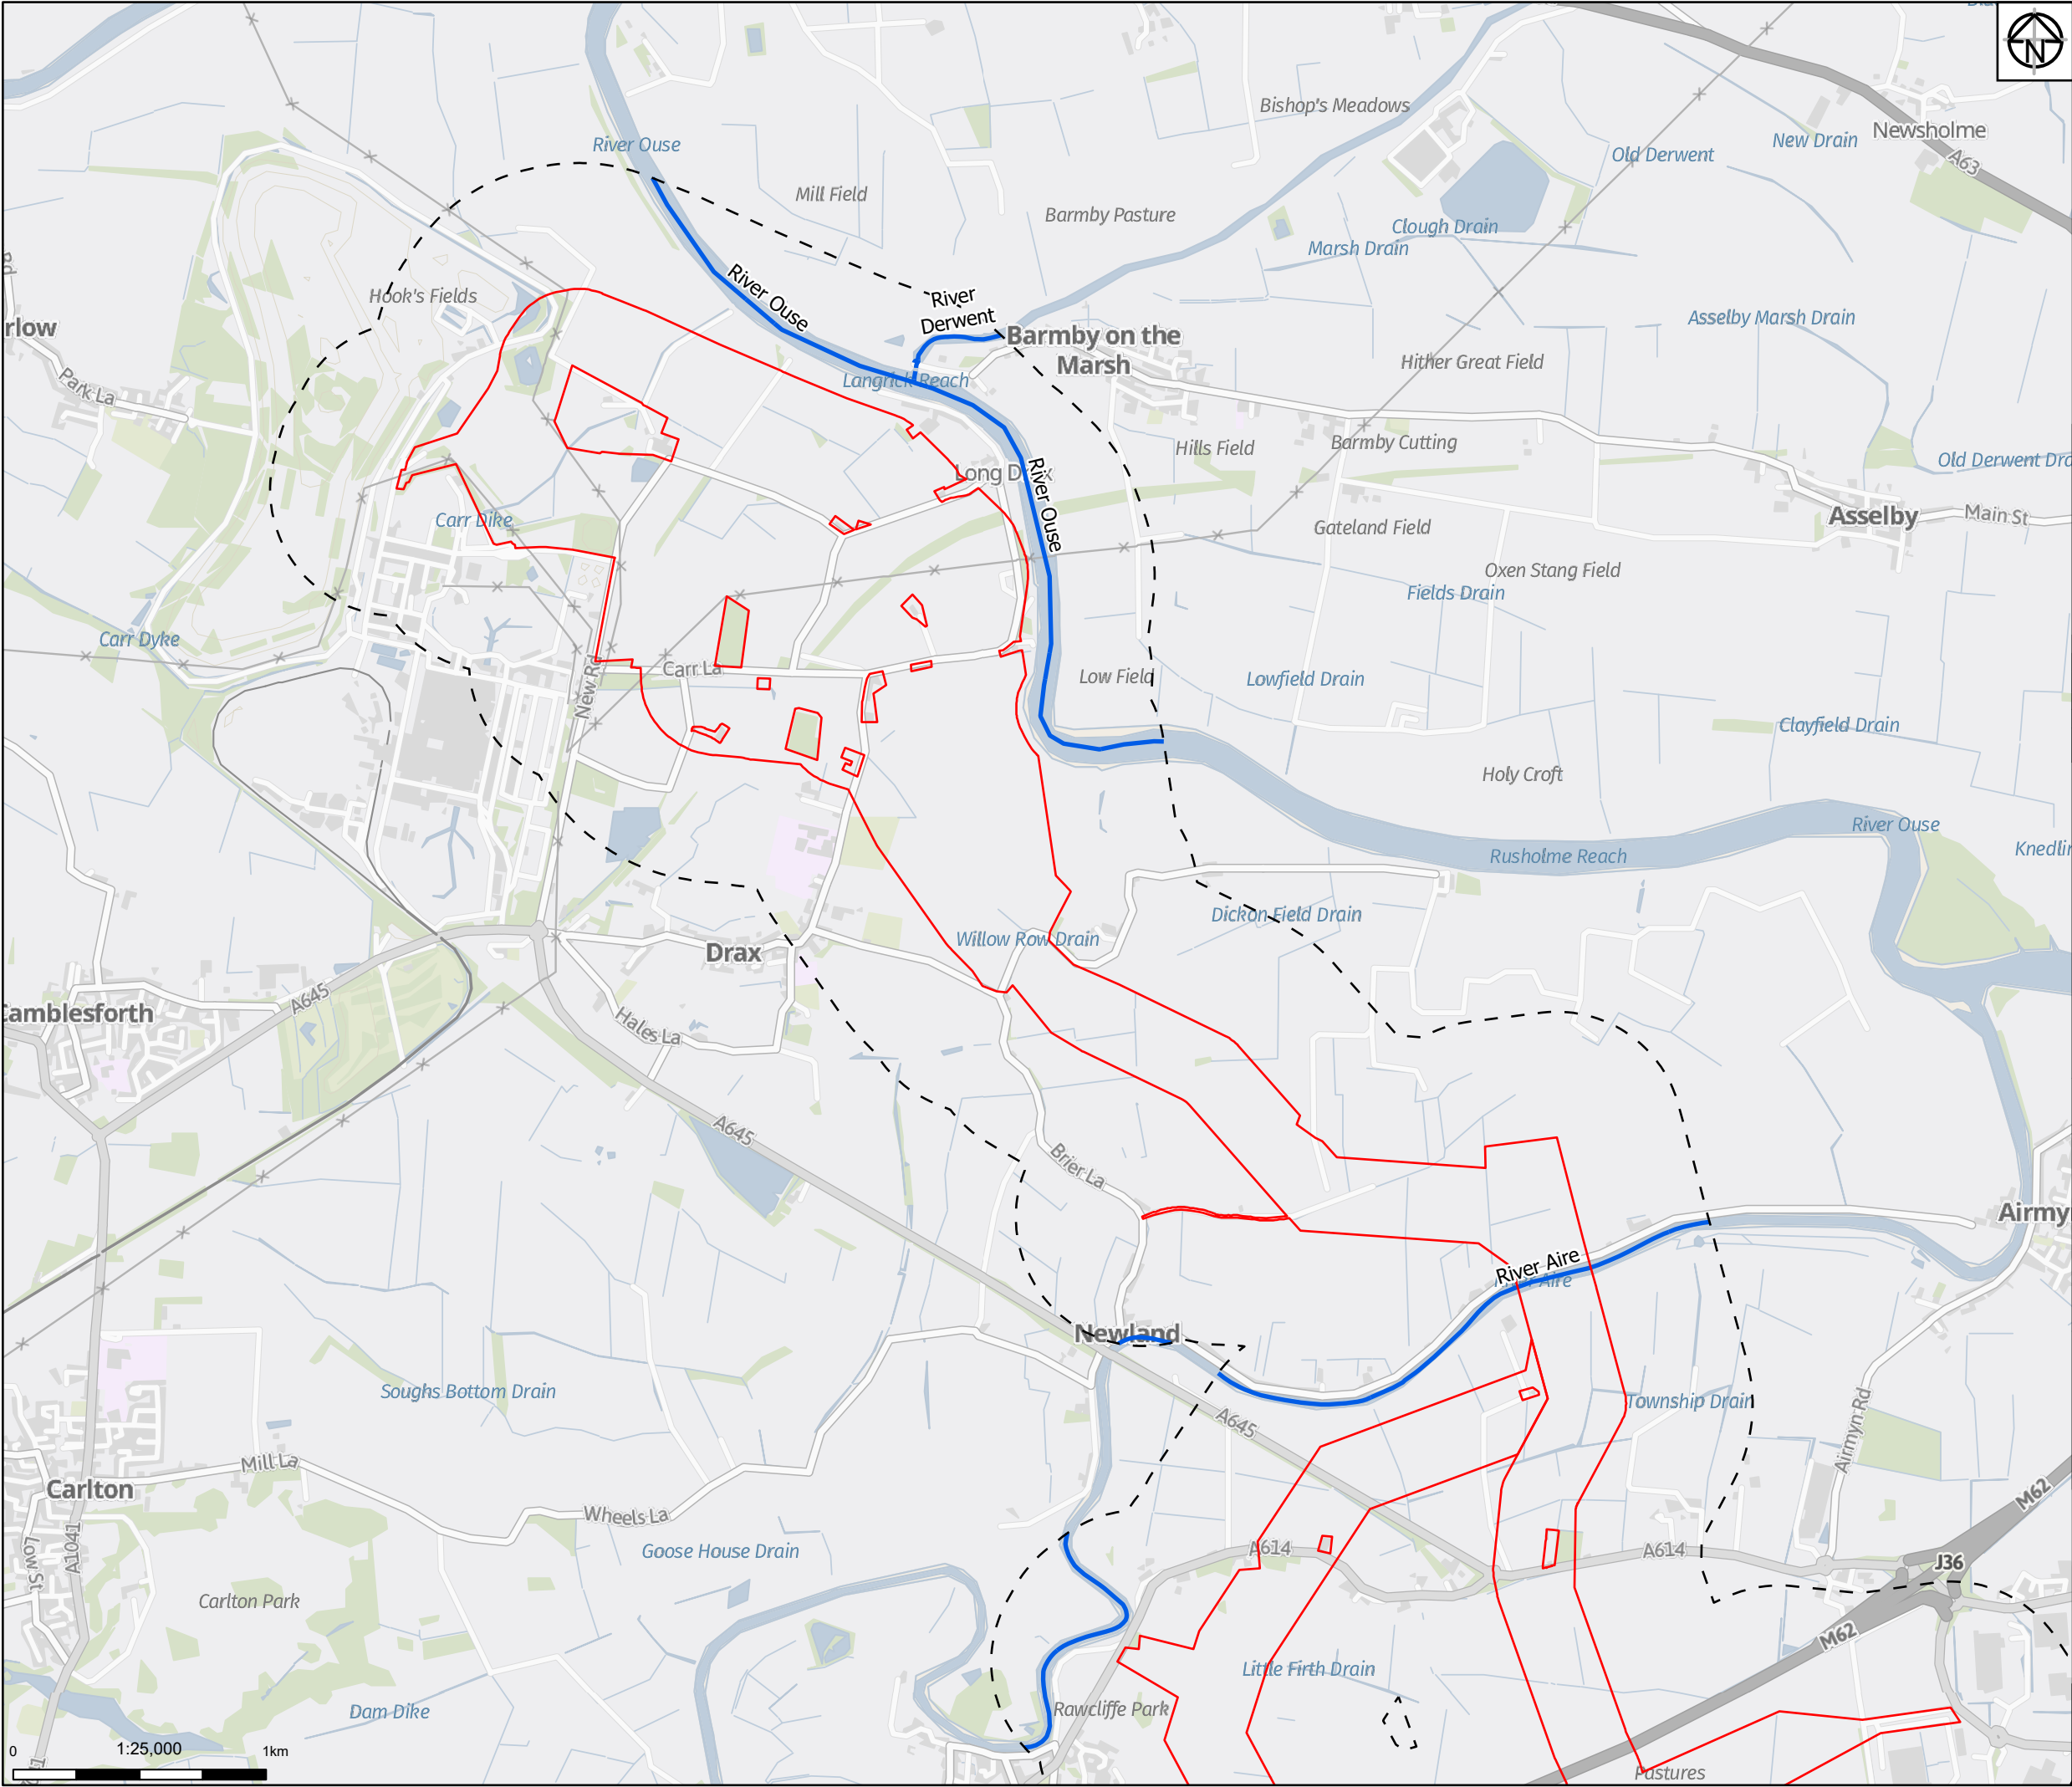 N
Bishop's Meadows
Newsholme
River Ouse
New Drain
Old Derwent
A63
Mill Field
Barmby Pasture
Clough Drain
Marsh Drain
Hook's Fields
River Ouse
River
Derwent
Asselby Marsh Drain
rlow
Barmby on the
Marsh
Park La
Langrick Reach
Hither Great Field
Hills Field
Barmby Cutting
Long Drax
Old Derwent Dra
River Ouse
Carr Dike
Asselby
Main St
Gateland Field
Oxen Stang Field
Fields Drain
Carr Dyke
Carr La
New Rd
Low Field
Lowfield Drain
Clayfield Drain
Holy Croft
River Ouse
Rusholme Reach
Knedlin
Dickon Field Drain
Willow Row Drain
Drax
A645
Camblesforth
Hales La
A645
Brier La
Airmy
River Aire
River Aire
Newland
Soughs Bottom Drain
Township Drain
A645
Airmyn Rd
Mill La
Carlton
Wheels La
M62
A1041
Low St
Goose House Drain
A614
A614
J36
Carlton Park
M62
Little Firth Drain
Rawcliffe Park
Dam Dike
Pastures
0
1:25,000
1km